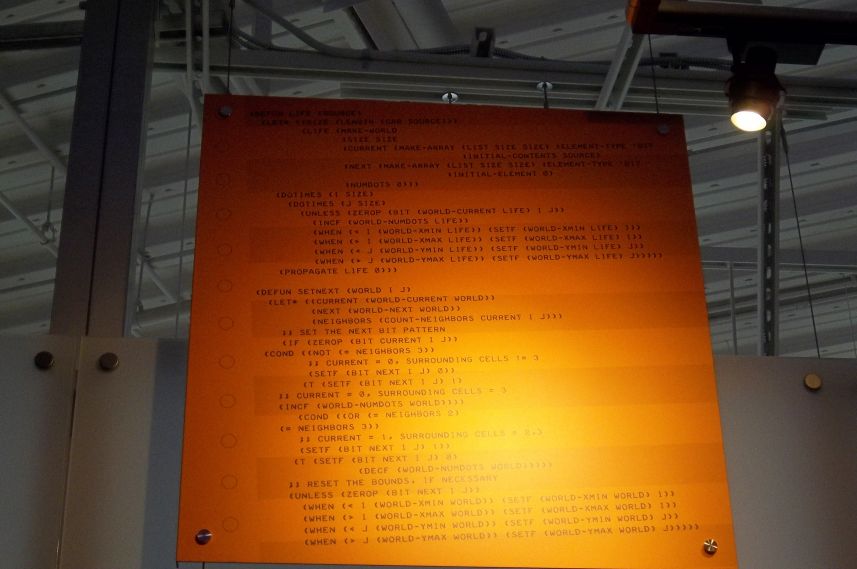 (DEFUN LIFE (SOURCE)
(LET* ((SIZE (LENGTH (CAR SOURCE)))
(LIFE (MAKE-WORLD
:SIZE SIZE
:CURRENT (MAKE-ARRAY (LIST SIZE SIZE) :ELEMENT-TYPE 'BIT
:INITIAL-CONTENTS SOURCE)
:NEXT (MAKE-ARRAY (LIST SIZE SIZE) :ELEMENT-TYPE 'BIT
:INITIAL-ELEMENT 0)
:NUMDOTS 0)))
(DOTIMES (I SIZE)
(DOTIMES (J SIZE)
(UNLESS (ZEROP (BIT (WORLD-CURRENT LIFE) I J))
(INCF (WORLD-NUMDOTS LIFE))
(WHEN (< I (WORLD-XMIN LIFE)) (SETF (WORLD-XMIN LIFE) I))
(WHEN (> I (WORLD-XMAX LIFE)) (SETF (WORLD-XMAX LIFE) I))
(WHEN (< J (WORLD-YMIN LIFE)) (SETF (WORLD-YMIN LIFE) J))
(WHEN (> J (WORLD-YMAX LIFE)) (SETF (WORLD-YMAX LIFE) J)))))
(PROPAGATE LIFE 0)))
(DEFUN SETNEXT (WORLD I J)
(LET* ((CURRENT (WORLD-CURRENT WORLD))
(NEXT (WORLD-NEXT WORLD))
(NEIGHBORS (COUNT-NEIGHBORS CURRENT I J)))
;; SET THE NEXT BIT PATTERN
(IF (ZEROP (BIT CURRENT I J))
(COND ((NOT (= NEIGHBORS 3))
;; CURRENT = 0, SURROUNDING CELLS != 3
(SETF (BIT NEXT I J) 0))
(T (SETF (BIT NEXT I J) 1)
;; CURRENT = 0, SURROUNDING CELLS = 3
(INCF (WORLD-NUMDOTS WORLD))))
(COND ((OR (= NEIGHBORS 2)
(= NEIGHBORS 3))
;; CURRENT = 1, SURROUNDING CELLS = 2,3
(SETF (BIT NEXT I J) 1))
(T (SETF (BIT NEXT I J) 0)
(DECF (WORLD-NUMDOTS WORLD)))))
;; RESET THE BOUNDS, IF NECESSARY
(UNLESS (ZEROP (BIT NEXT I J))
(WHEN (< I (WORLD-XMIN WORLD)) (SETF (WORLD-XMIN WORLD) I))
(WHEN (> I (WORLD-XMAX WORLD)) (SETF (WORLD-XMAX WORLD) I))
(WHEN (< J (WORLD-YMIN WORLD)) (SETF (WORLD-YMIN WORLD) J))
(WHEN (> J (WORLD-YMAX WORLD)) (SETF (WORLD-YMAX WORLD) J)))))